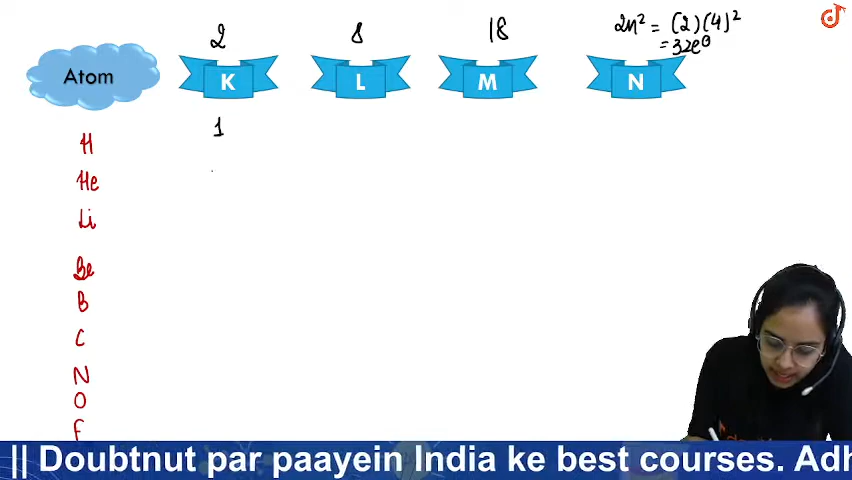 2 8 18 2n² = (2)(4)²
= 32e⊖
Atom K L M N
H 1
He
Li
Be
B
C
N
O
F
|| Doubtnut par paayein India ke best courses. Adh